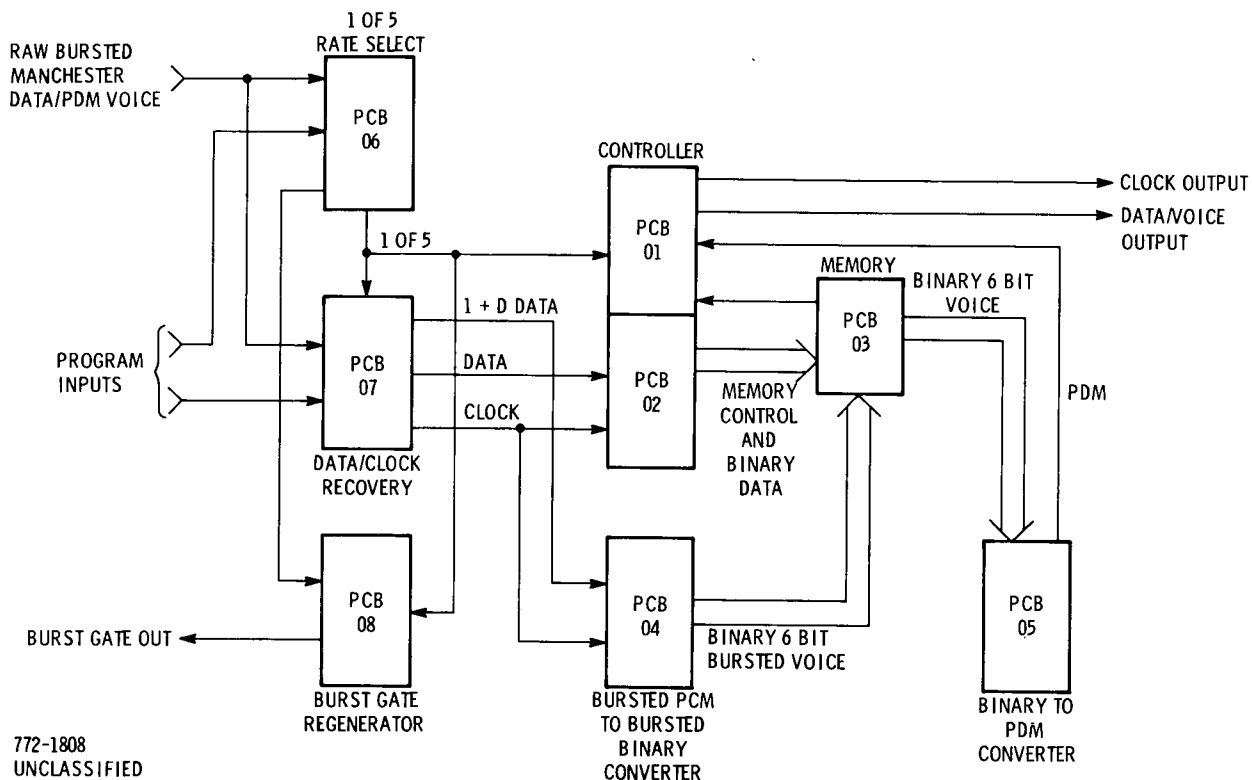 1 OF 5
RATE SELECT
RAW BURSTED
MANCHESTER
DATA/PDM VOICE
PCB
06
CONTROLLER
CLOCK OUTPUT
DATA/VOICE
OUTPUT
1 OF 5
PCB
01
MEMORY
BINARY 6 BIT
VOICE
1 + D DATA
PCB
03
PROGRAM
INPUTS
PCB
07
DATA
PCB
02
MEMORY
CONTROL
AND
BINARY
DATA
PDM
CLOCK
DATA/CLOCK
RECOVERY
PCB
08
PCB
04
PCB
05
BURST GATE OUT
BINARY 6 BIT
BURSTED VOICE
BURST GATE
REGENERATOR
BURSTED PCM
TO BURSTED
BINARY
CONVERTER
BINARY TO
PDM
CONVERTER
772-1808
UNCLASSIFIED